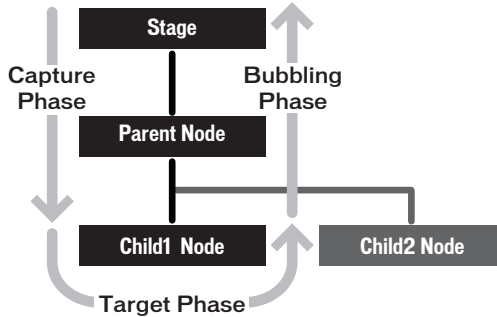 Stage
Capture
Phase
Bubbling
Phase
Parent Node
Child1 Node
Child2 Node
Target Phase